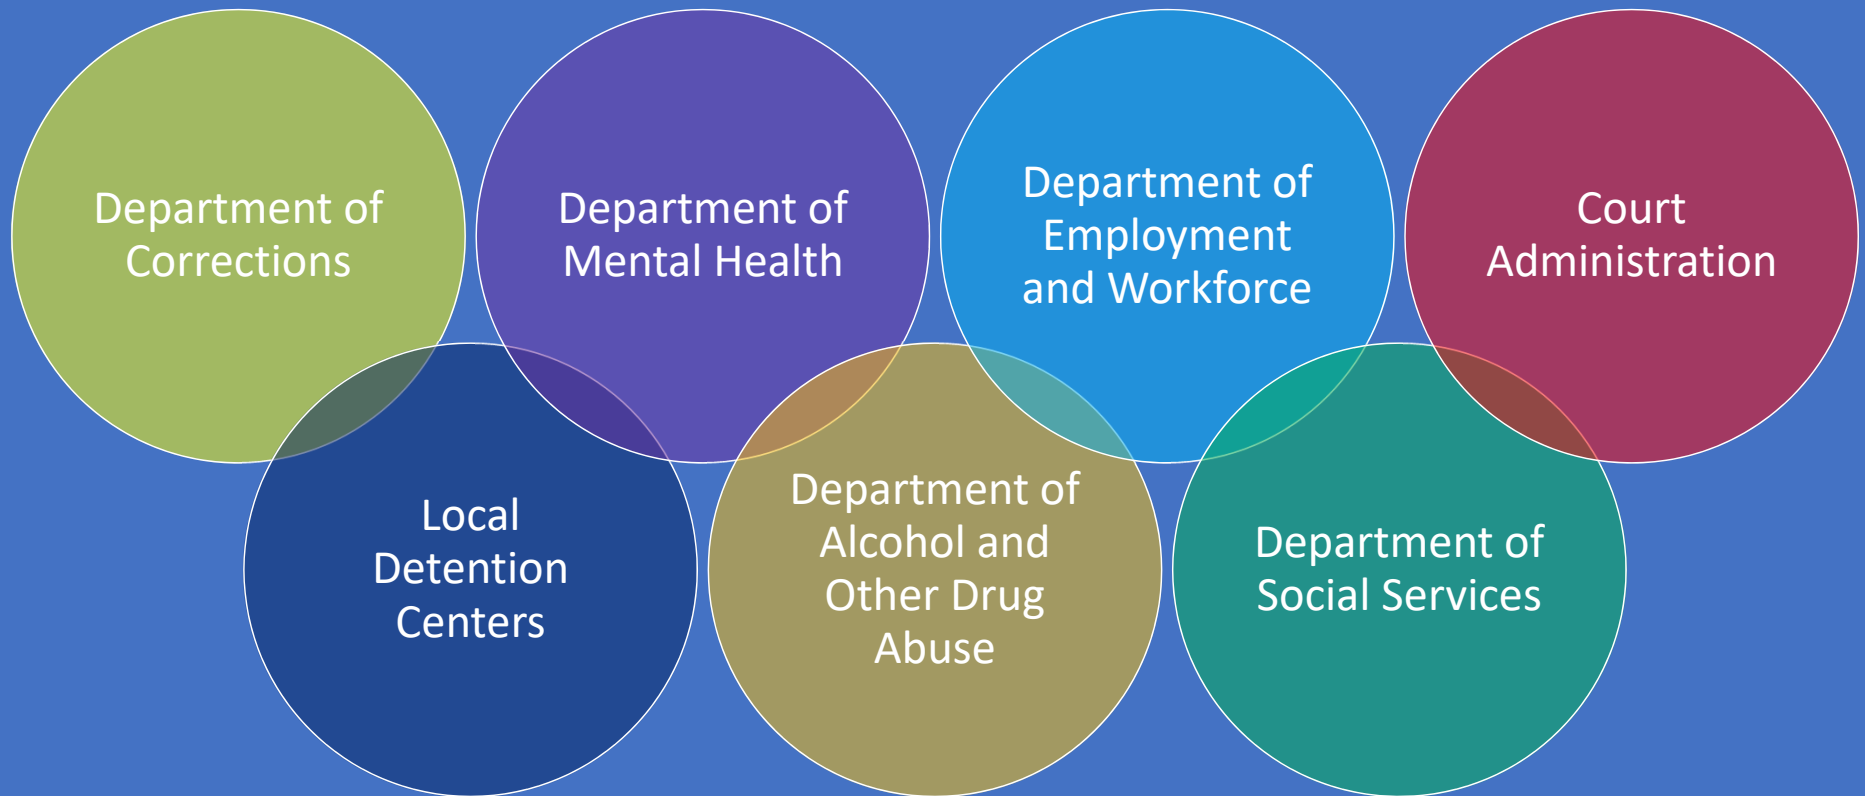 Department of
Corrections
Department of
Mental Health
Department of
Employment
and Workforce
Court
Administration
Local
Detention
Centers
Department of
Alcohol and
Other Drug
Abuse
Department of
Social Services